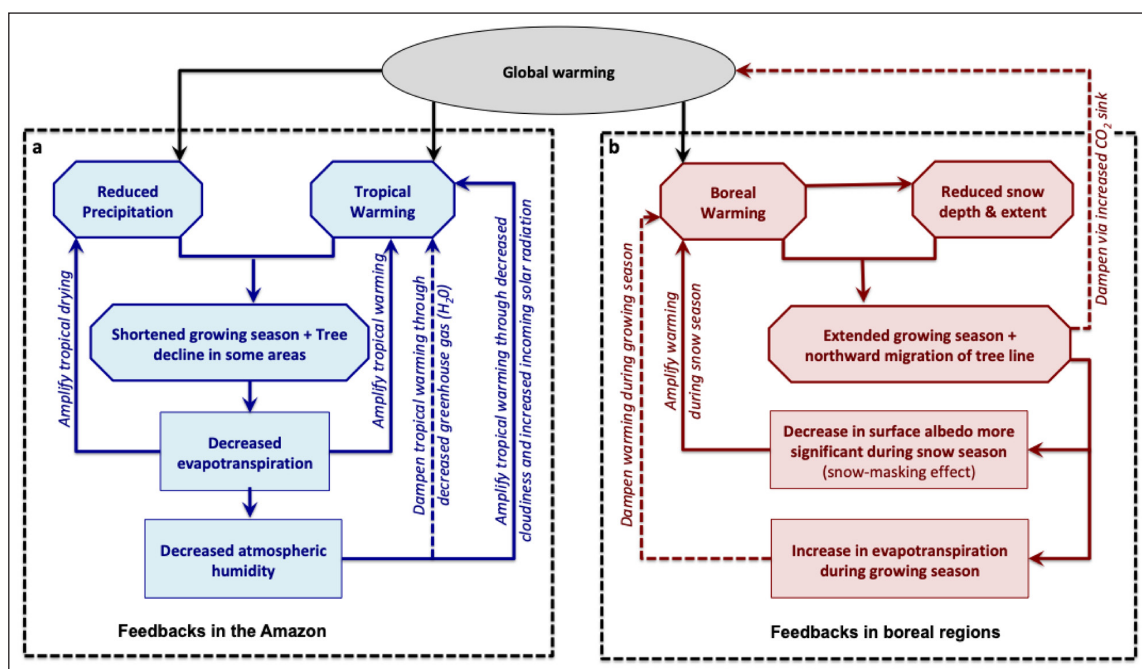 Global warming
a
Reduced
Precipitation
Tropical
Warming
Amplify tropical drying
Shortened growing season + Tree
decline in some areas
Amplify tropical warming
Dampen tropical warming through
decreased greenhouse gas (H₂0)
Amplify tropical warming through decreased
cloudiness and increased incoming solar radiation
Decreased
evapotranspiration
Decreased atmospheric
humidity
Feedbacks in the Amazon
b
Boreal
Warming
Reduced snow
depth & extent
Dampen via increased CO₂ sink
Dampen warming during growing season
Amplify warming
during snow season
Extended growing season +
northward migration of tree line
Decrease in surface albedo more
significant during snow season
(snow-masking effect)
Increase in evapotranspiration
during growing season
Feedbacks in boreal regions